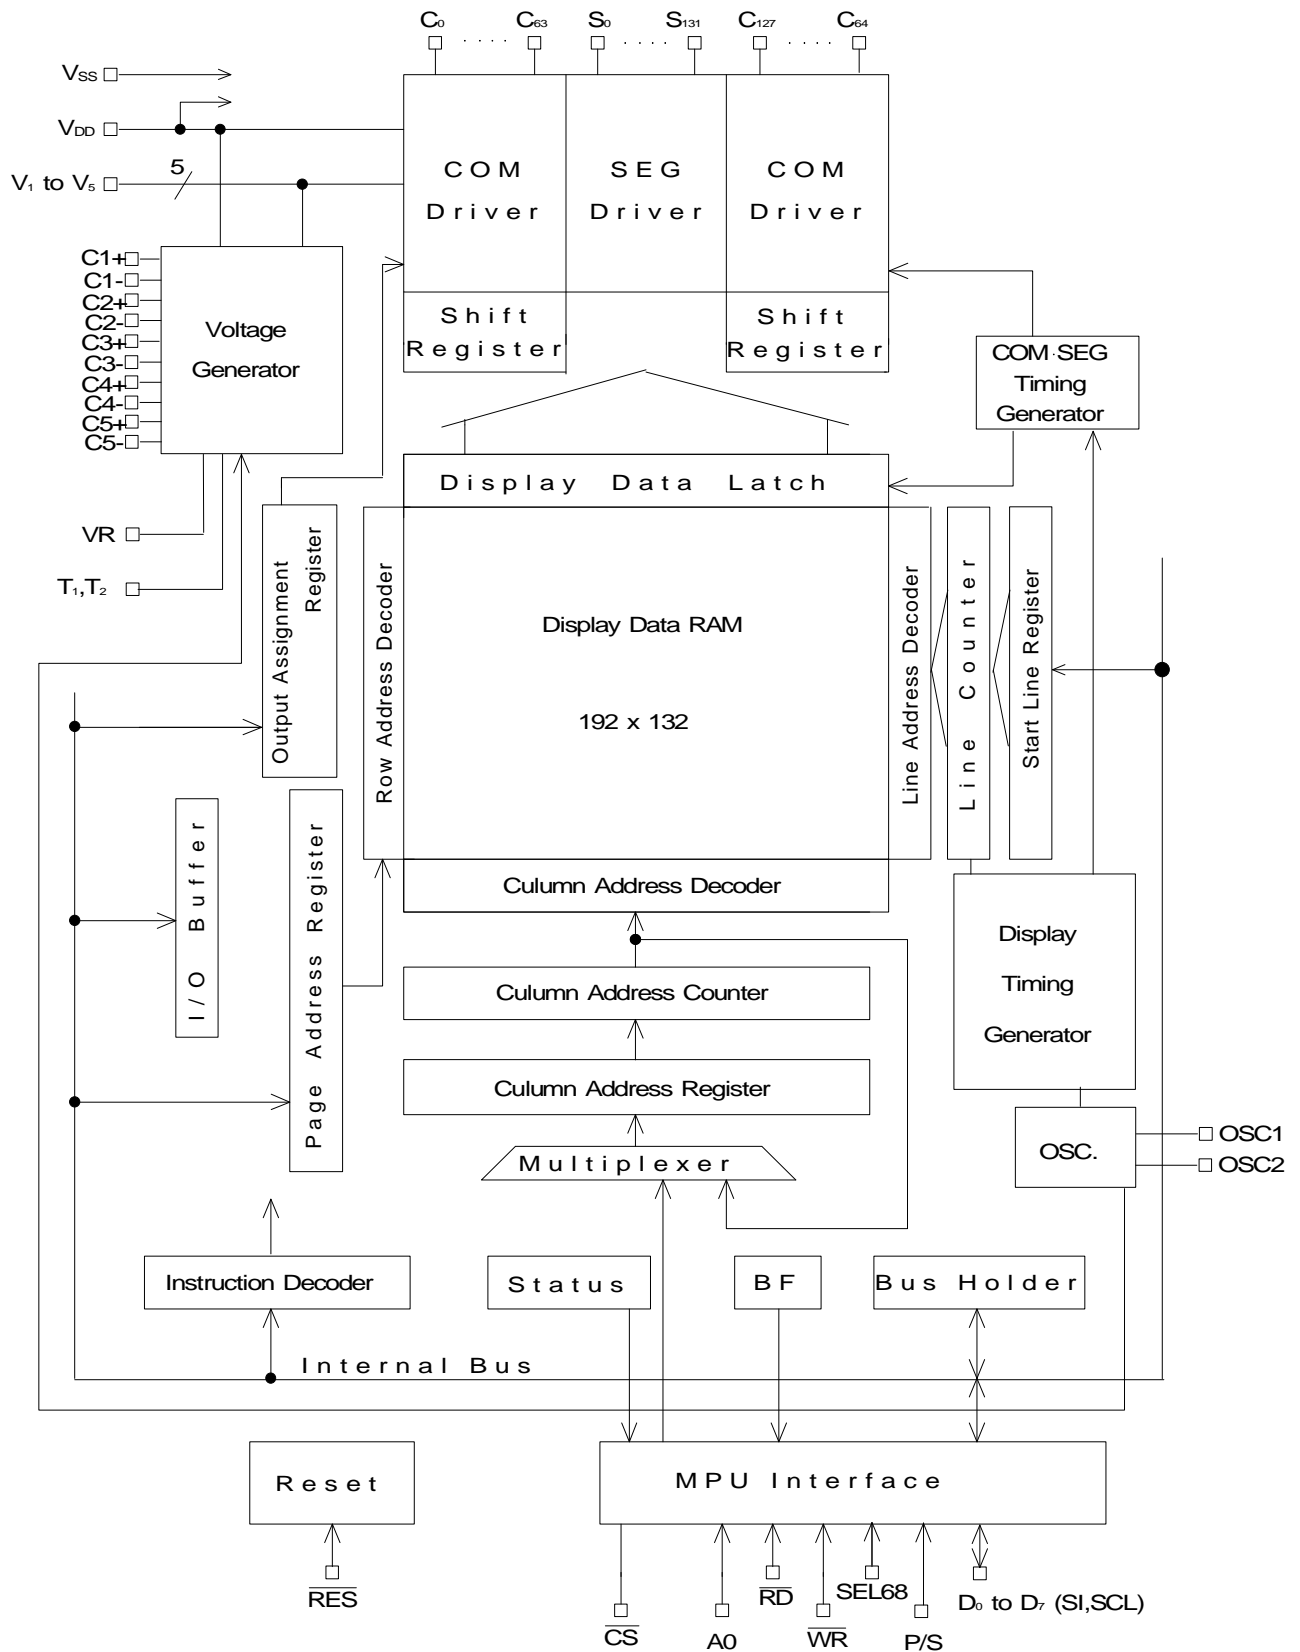 C₀ ···· C₆₃ S₀ ···· S₁₃₁ C₁₂₇ ···· C₆₄
VSS
VDD
V₁ to V₅
5
COM
Driver
SEG
Driver
COM
Driver
C1+
C1-
C2+
C2-
C3+
C3-
C4+
C4-
C5+
C5-
Voltage
Generator
Shift
Register
Shift
Register
COM·SEG
Timing
Generator
Display Data Latch
VR
T₁,T₂
Output Assignment
Register
Row Address Decoder
Display Data RAM
192 x 132
Line Address Decoder
Line Counter
Start Line Register
I/O Buffer
Page Address Register
Culumn Address Decoder
Culumn Address Counter
Culumn Address Register
Multiplexer
Display
Timing
Generator
OSC.
OSC1
OSC2
Instruction Decoder
Status
BF
Bus Holder
Internal Bus
Reset
MPU Interface
R̅E̅S̅
C̅S̅
A0
R̅D̅
W̅R̅
SEL68
P/S
D₀ to D₇ (SI,SCL)